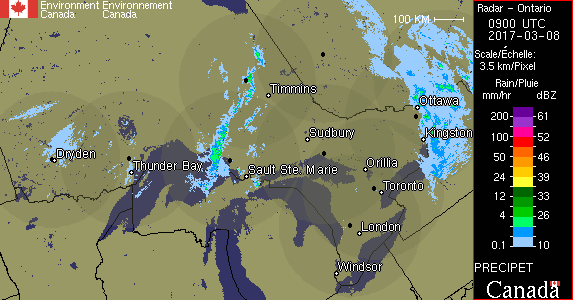 Environment Environnement
Canada Canada
100 KM
Radar - Ontario
0900 UTC
2017-03-08
Scale/Échelle:
3.5 km/Pixel
Rain/Pluie
mm/hr dBZ
200 61
100 52
50 46
24 39
12 33
4 26
0.1 10
PRECIPET
Canada
Timmins
Ottawa
Sudbury
Kingston
Dryden
Thunder Bay
Sault Ste. Marie
Orillia
Toronto
London
Windsor